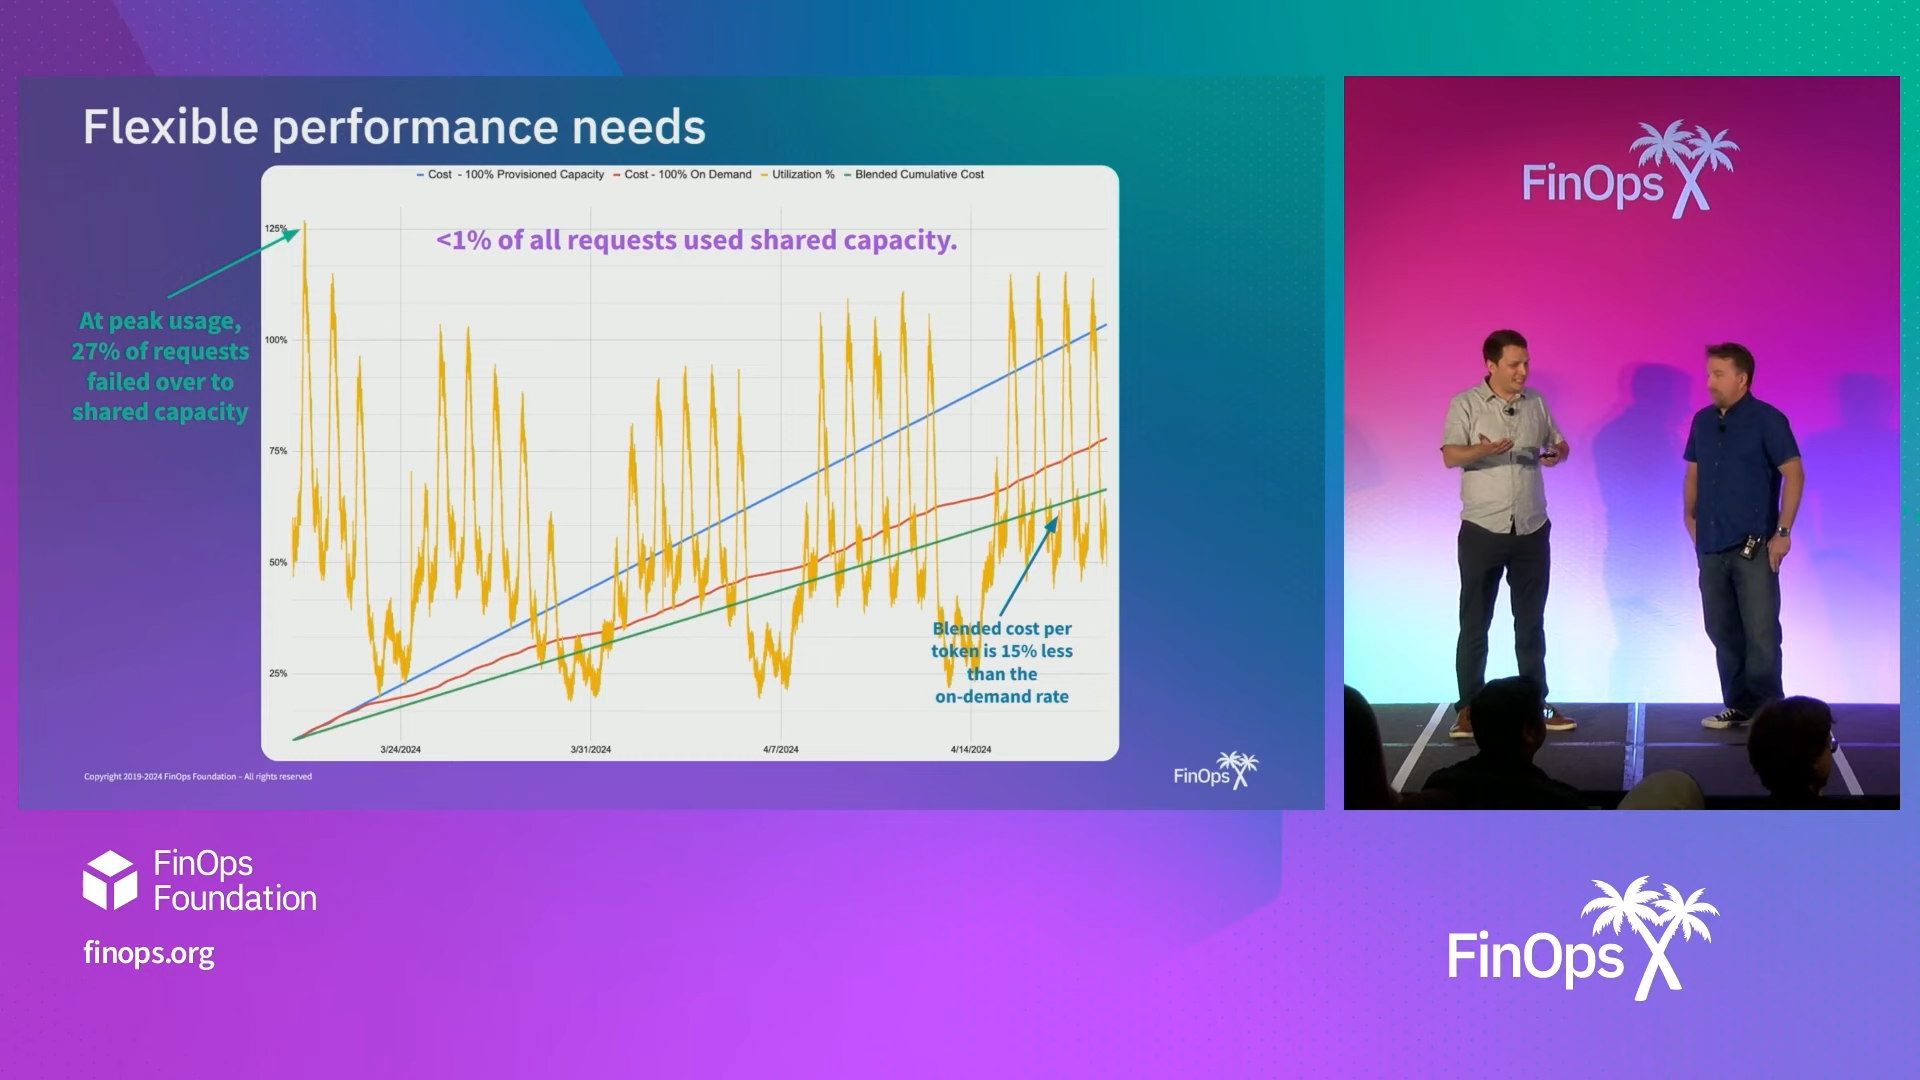 Flexible performance needs
Cost - 100% Provisioned Capacity
Cost - 100% On Demand
Utilization %
Blended Cumulative Cost
125%
100%
75%
50%
25%
<1% of all requests used shared capacity.
At peak usage,
27% of requests
failed over to
shared capacity
Blended cost per
token is 15% less
than the
on-demand rate
3/24/2024
3/31/2024
4/7/2024
4/14/2024
Copyright 2019-2024 FinOps Foundation – All rights reserved
FinOps X
FinOps X
FinOps
Foundation
finops.org
FinOps X